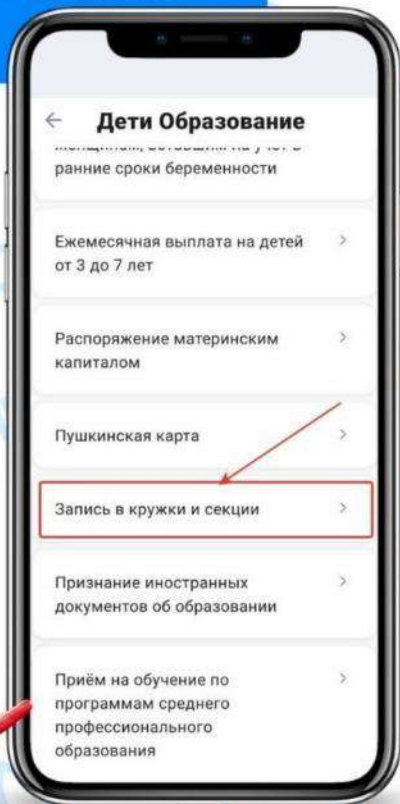 Дети Образование
ранние сроки беременности
Ежемесячная выплата на детей
от 3 до 7 лет
Распоряжение материнским
капиталом
Пушкинская карта
Запись в кружки и секции
Признание иностранных
документов об образовании
Приём на обучение по
программам среднего
профессионального
образования